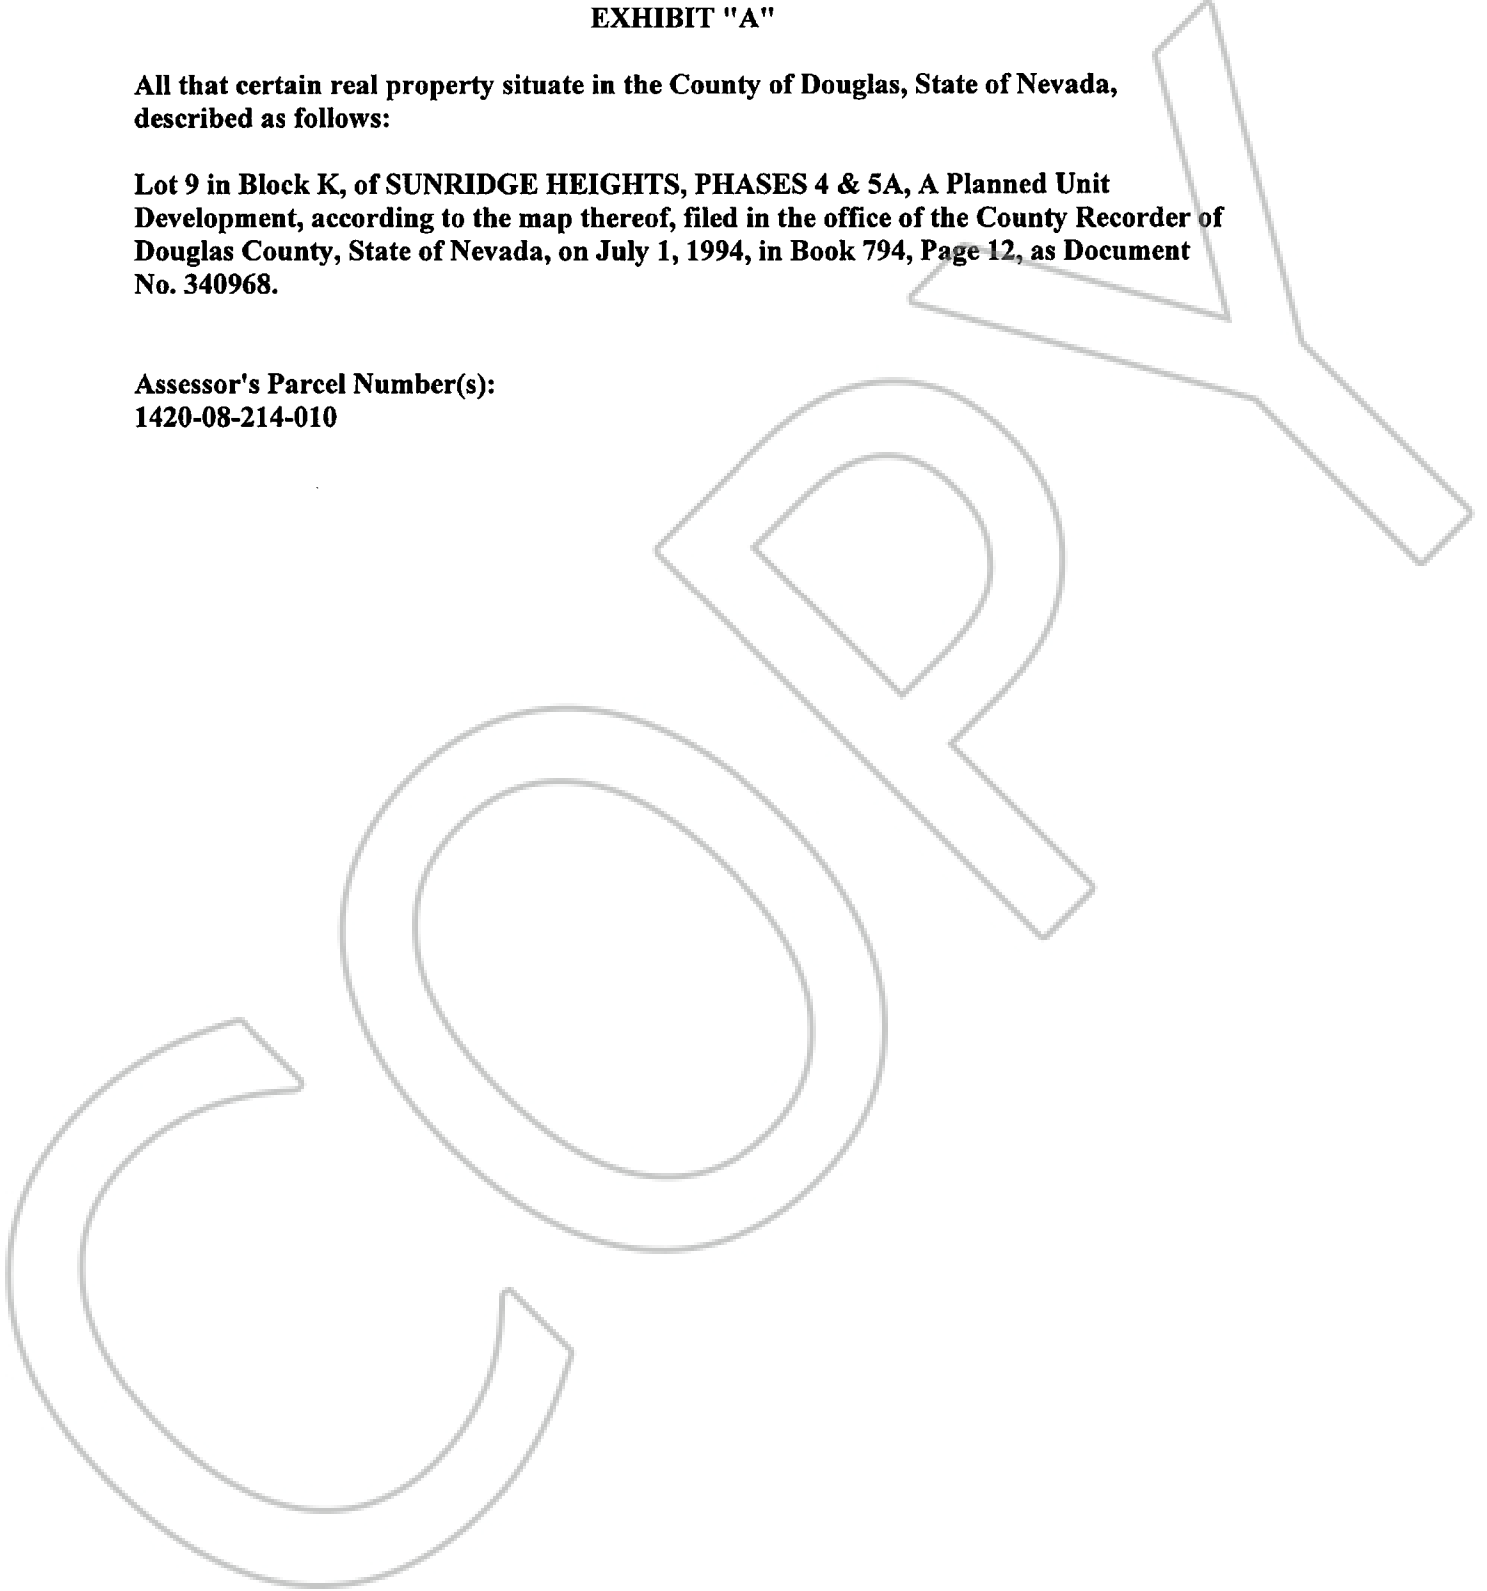 EXHIBIT "A"
All that certain real property situate in the County of Douglas, State of Nevada,
described as follows:
Lot 9 in Block K, of SUNRIDGE HEIGHTS, PHASES 4 & 5A, A Planned Unit
Development, according to the map thereof, filed in the office of the County Recorder of
Douglas County, State of Nevada, on July 1, 1994, in Book 794, Page 12, as Document
No. 340968.
Assessor's Parcel Number(s):
1420-08-214-010
COPY